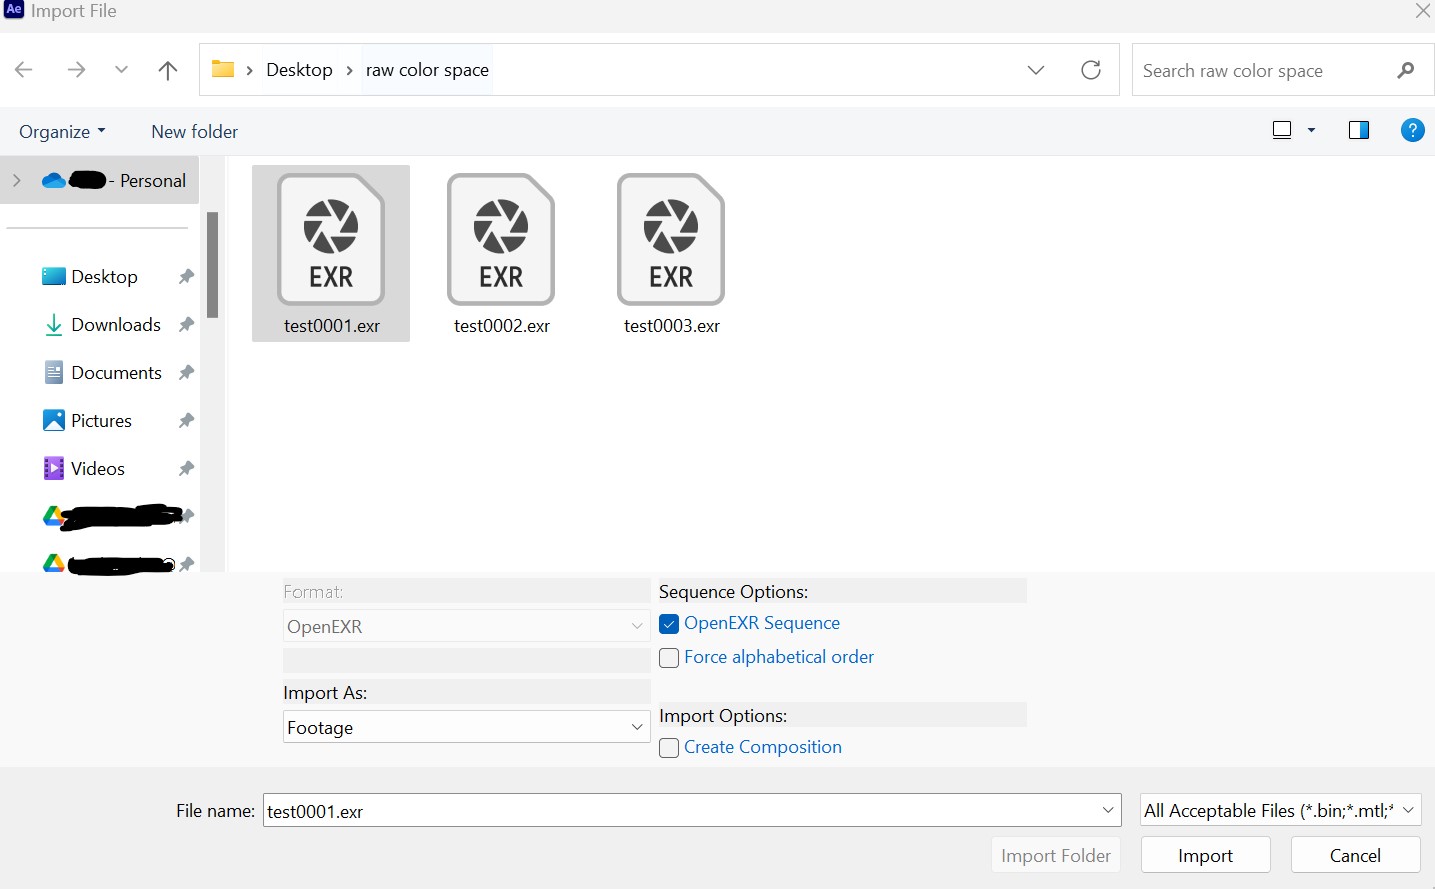 Ae Import File
Desktop raw color space
Search raw color space
Organize New folder
?
- Personal
Desktop
Downloads
Documents
Pictures
Videos
EXR EXR EXR
test0001.exr test0002.exr test0003.exr
Format:
OpenEXR
Import As:
Footage
Sequence Options:
OpenEXR Sequence
Force alphabetical order
Import Options:
Create Composition
File name: test0001.exr All Acceptable Files (*.bin;*.mtl;*
Import Folder Import Cancel